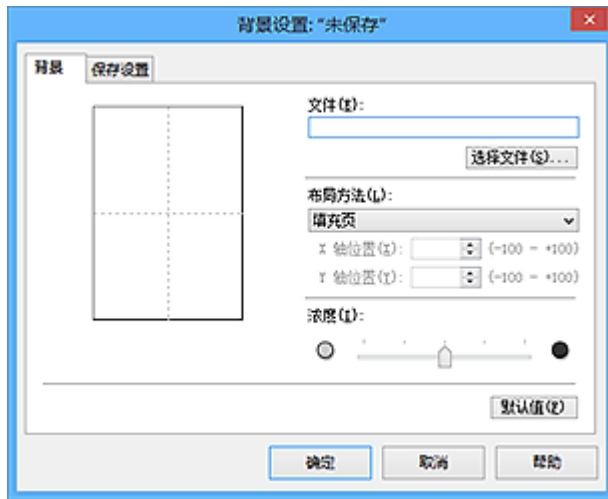 背景设置: "未保存"
背景 保存设置
文件(E):
选择文件(S)...
布局方法(L):
填充页
X 轴位置(X): (-100 - +100)
Y 轴位置(Y): (-100 - +100)
浓度(I):
默认值(F)
确定 取消 帮助